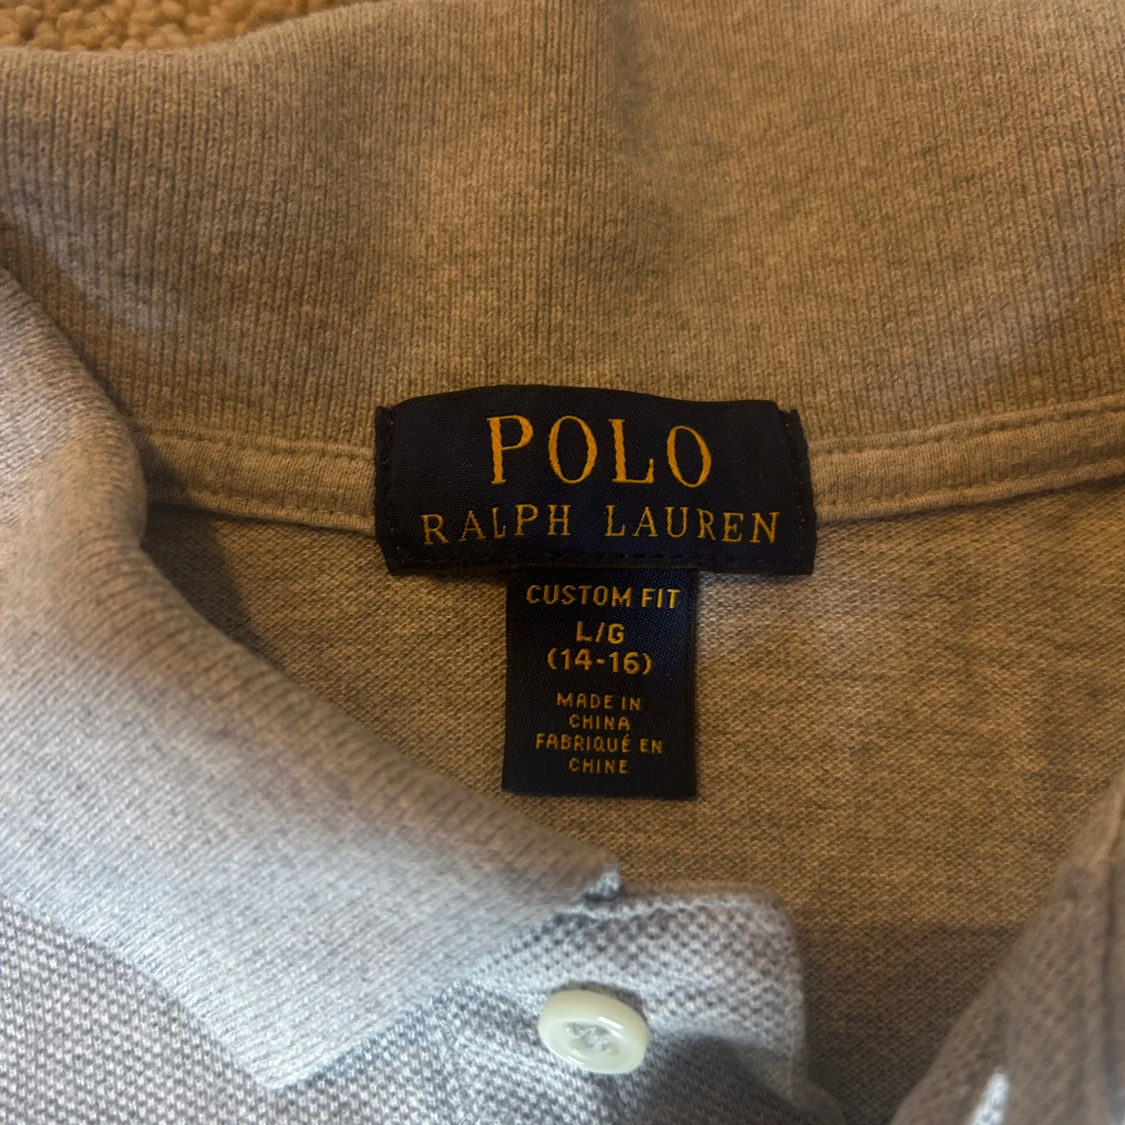 POLO
RALPH LAUREN
CUSTOM FIT
L/G
(14-16)
MADE IN
CHINA
FABRIQUÉ EN
CHINE